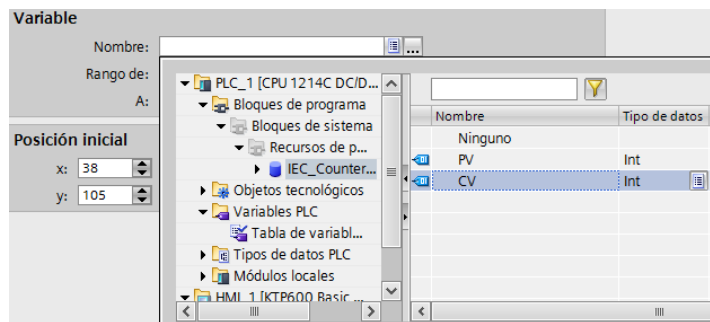 Variable
Nombre:
...
Rango de:
A:
Posición inicial
x: 38
y: 105
PLC_1 [CPU 1214C DC/D...
Bloques de programa
Bloques de sistema
Recursos de p...
IEC_Counter...
Objetos tecnológicos
Variables PLC
Tabla de variabl...
Tipos de datos PLC
Módulos locales
HMI_1 [KTP600 Basic ...
Nombre Tipo de datos
Ninguno
PV Int
CV Int